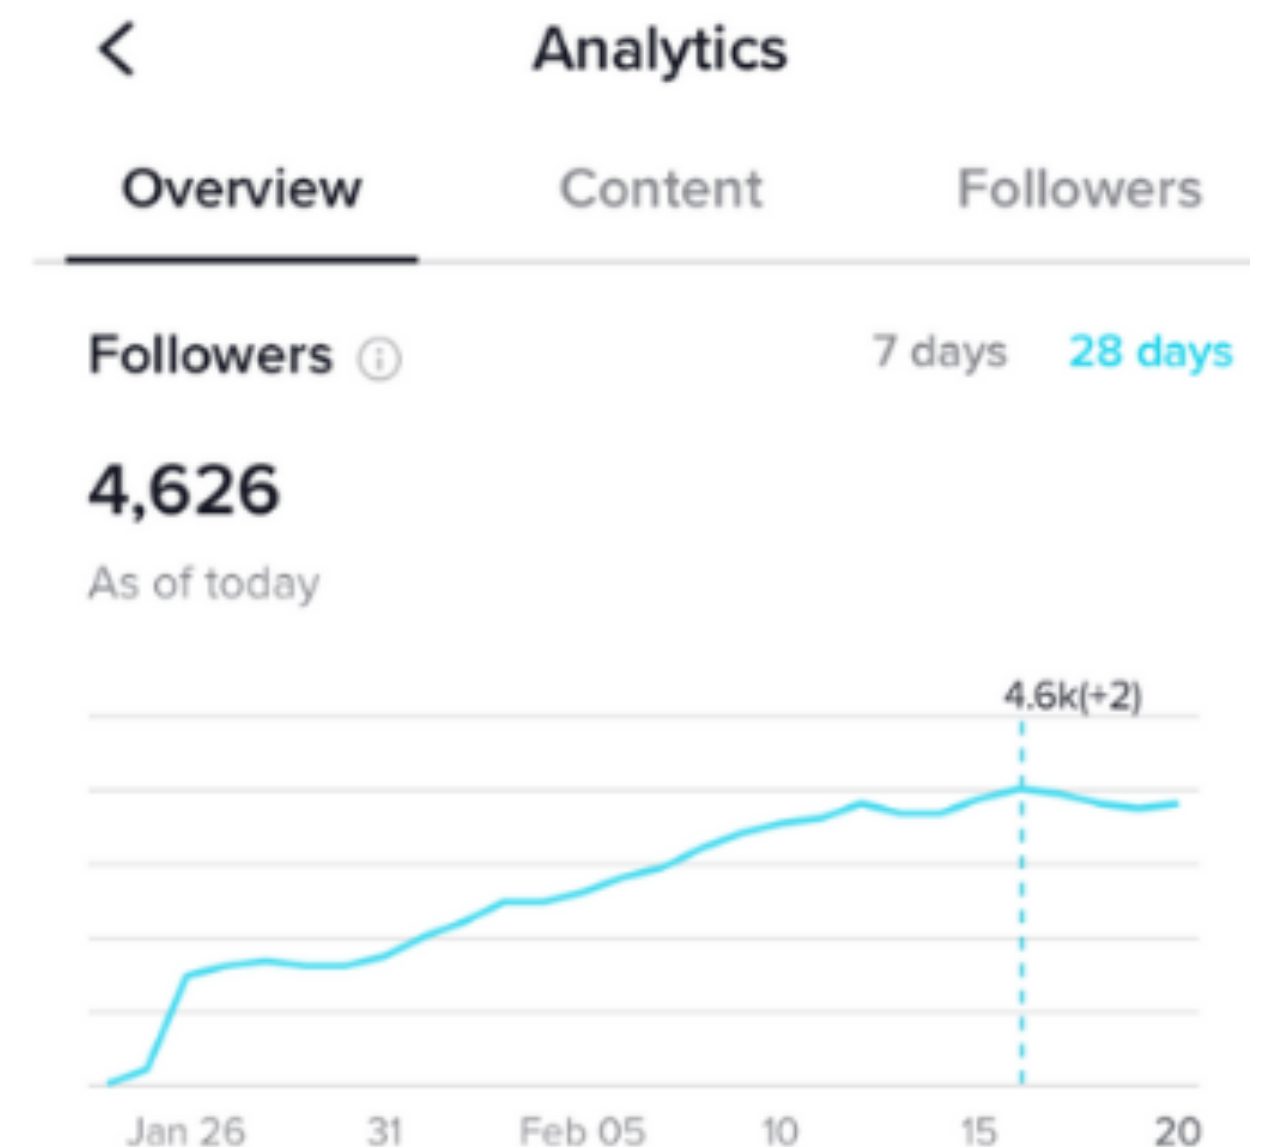 Analytics
Overview Content Followers
Followers 7 days 28 days
4,626
As of today
4.6k(+2)
Jan 26 31 Feb 05 10 15 20